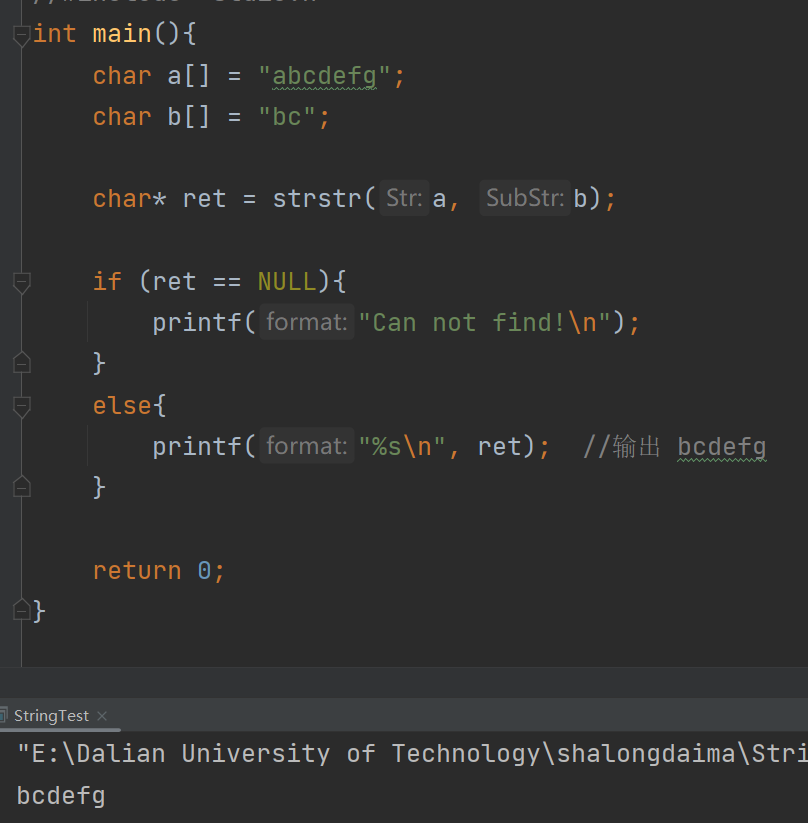 int main(){
char a[] = "abcdefg";
char b[] = "bc";
char* ret = strstr( Str: a, SubStr: b);
if (ret == NULL){
printf( format: "Can not find!\n");
}
else{
printf( format: "%s\n", ret); //输出 bcdefg
}
return 0;
}
StringTest ×
"E:\Dalian University of Technology\shalongdaima\Stri
bcdefg